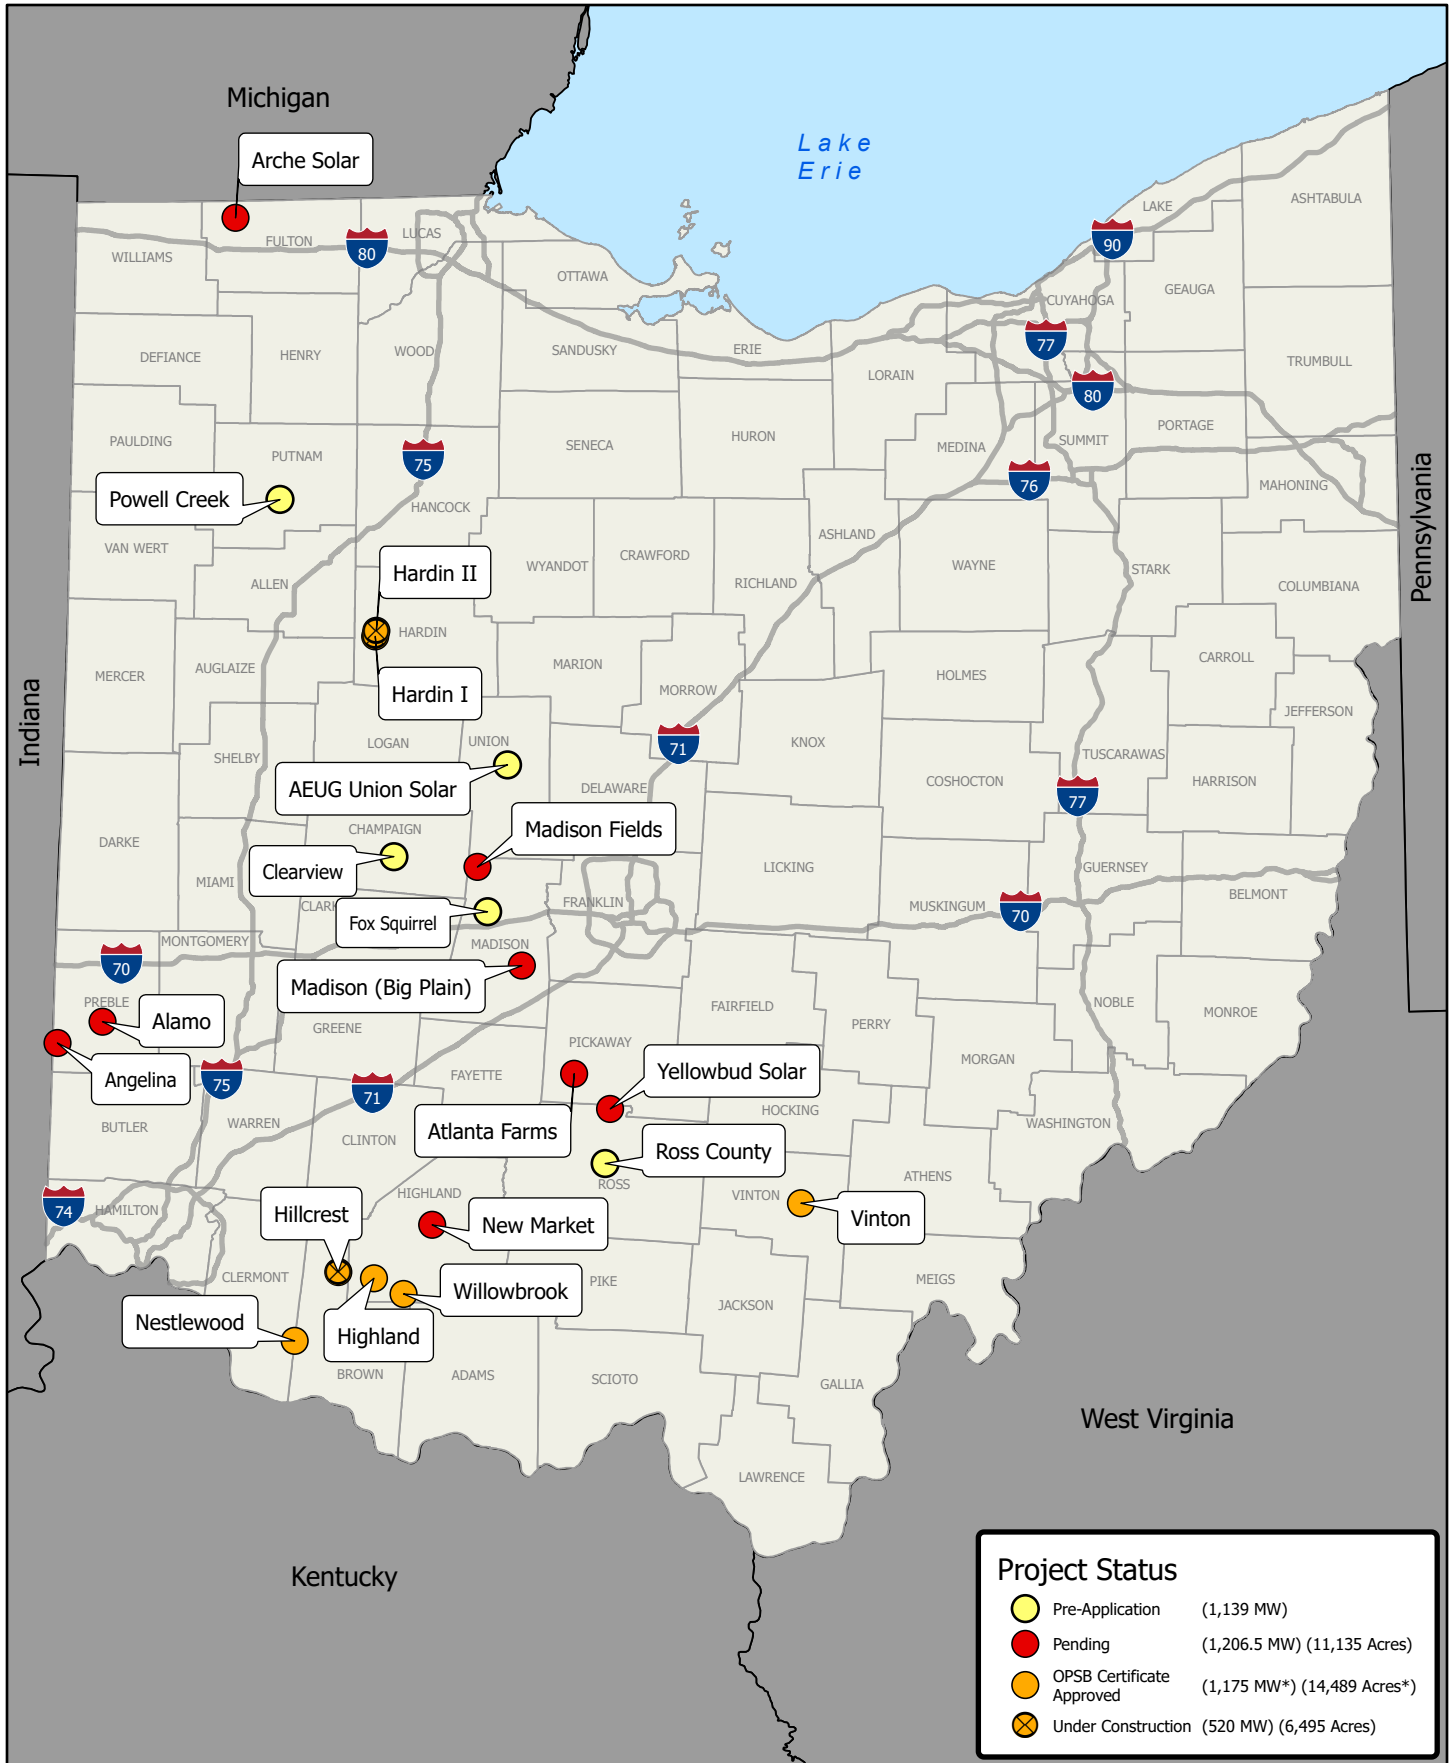 Michigan
Arche Solar
Lake
Erie
LAKE
ASHTABULA
FULTON
LUCAS
80
90
WILLIAMS
OTTAWA
GEAUGA
CUYAHOGA
DEFIANCE
HENRY
WOOD
SANDUSKY
ERIE
77
TRUMBULL
LORAIN
80
PAULDING
PUTNAM
75
SENECA
HURON
MEDINA
SUMMIT
PORTAGE
Powell Creek
HANCOCK
76
MAHONING
Pennsylvania
VAN WERT
ALLEN
Hardin II
WYANDOT
CRAWFORD
RICHLAND
ASHLAND
WAYNE
STARK
COLUMBIANA
HARDIN
MERCER
AUGLAIZE
Hardin I
MARION
MORROW
HOLMES
CARROLL
Indiana
JEFFERSON
SHELBY
LOGAN
UNION
71
KNOX
TUSCARAWAS
AEUG Union Solar
DELAWARE
COSHOCTON
77
HARRISON
DARKE
CHAMPAIGN
Madison Fields
Clearview
MIAMI
LICKING
GUERNSEY
BELMONT
CLARK
Fox Squirrel
FRANKLIN
MUSKINGUM
70
MONTGOMERY
MADISON
70
Madison (Big Plain)
PREBLE
Alamo
GREENE
FAIRFIELD
PERRY
NOBLE
MONROE
Angelina
75
71
FAYETTE
PICKAWAY
Yellowbud Solar
MORGAN
BUTLER
WARREN
CLINTON
Atlanta Farms
HOCKING
WASHINGTON
Ross County
ROSS
ATHENS
74
HAMILTON
HIGHLAND
VINTON
Hillcrest
New Market
Vinton
CLERMONT
Willowbrook
PIKE
JACKSON
MEIGS
Nestlewood
Highland
BROWN
ADAMS
SCIOTO
GALLIA
West Virginia
LAWRENCE
Kentucky
Project Status
Pre-Application (1,139 MW)
Pending (1,206.5 MW) (11,135 Acres)
OPSB Certificate
Approved (1,175 MW*) (14,489 Acres*)
Under Construction (520 MW) (6,495 Acres)